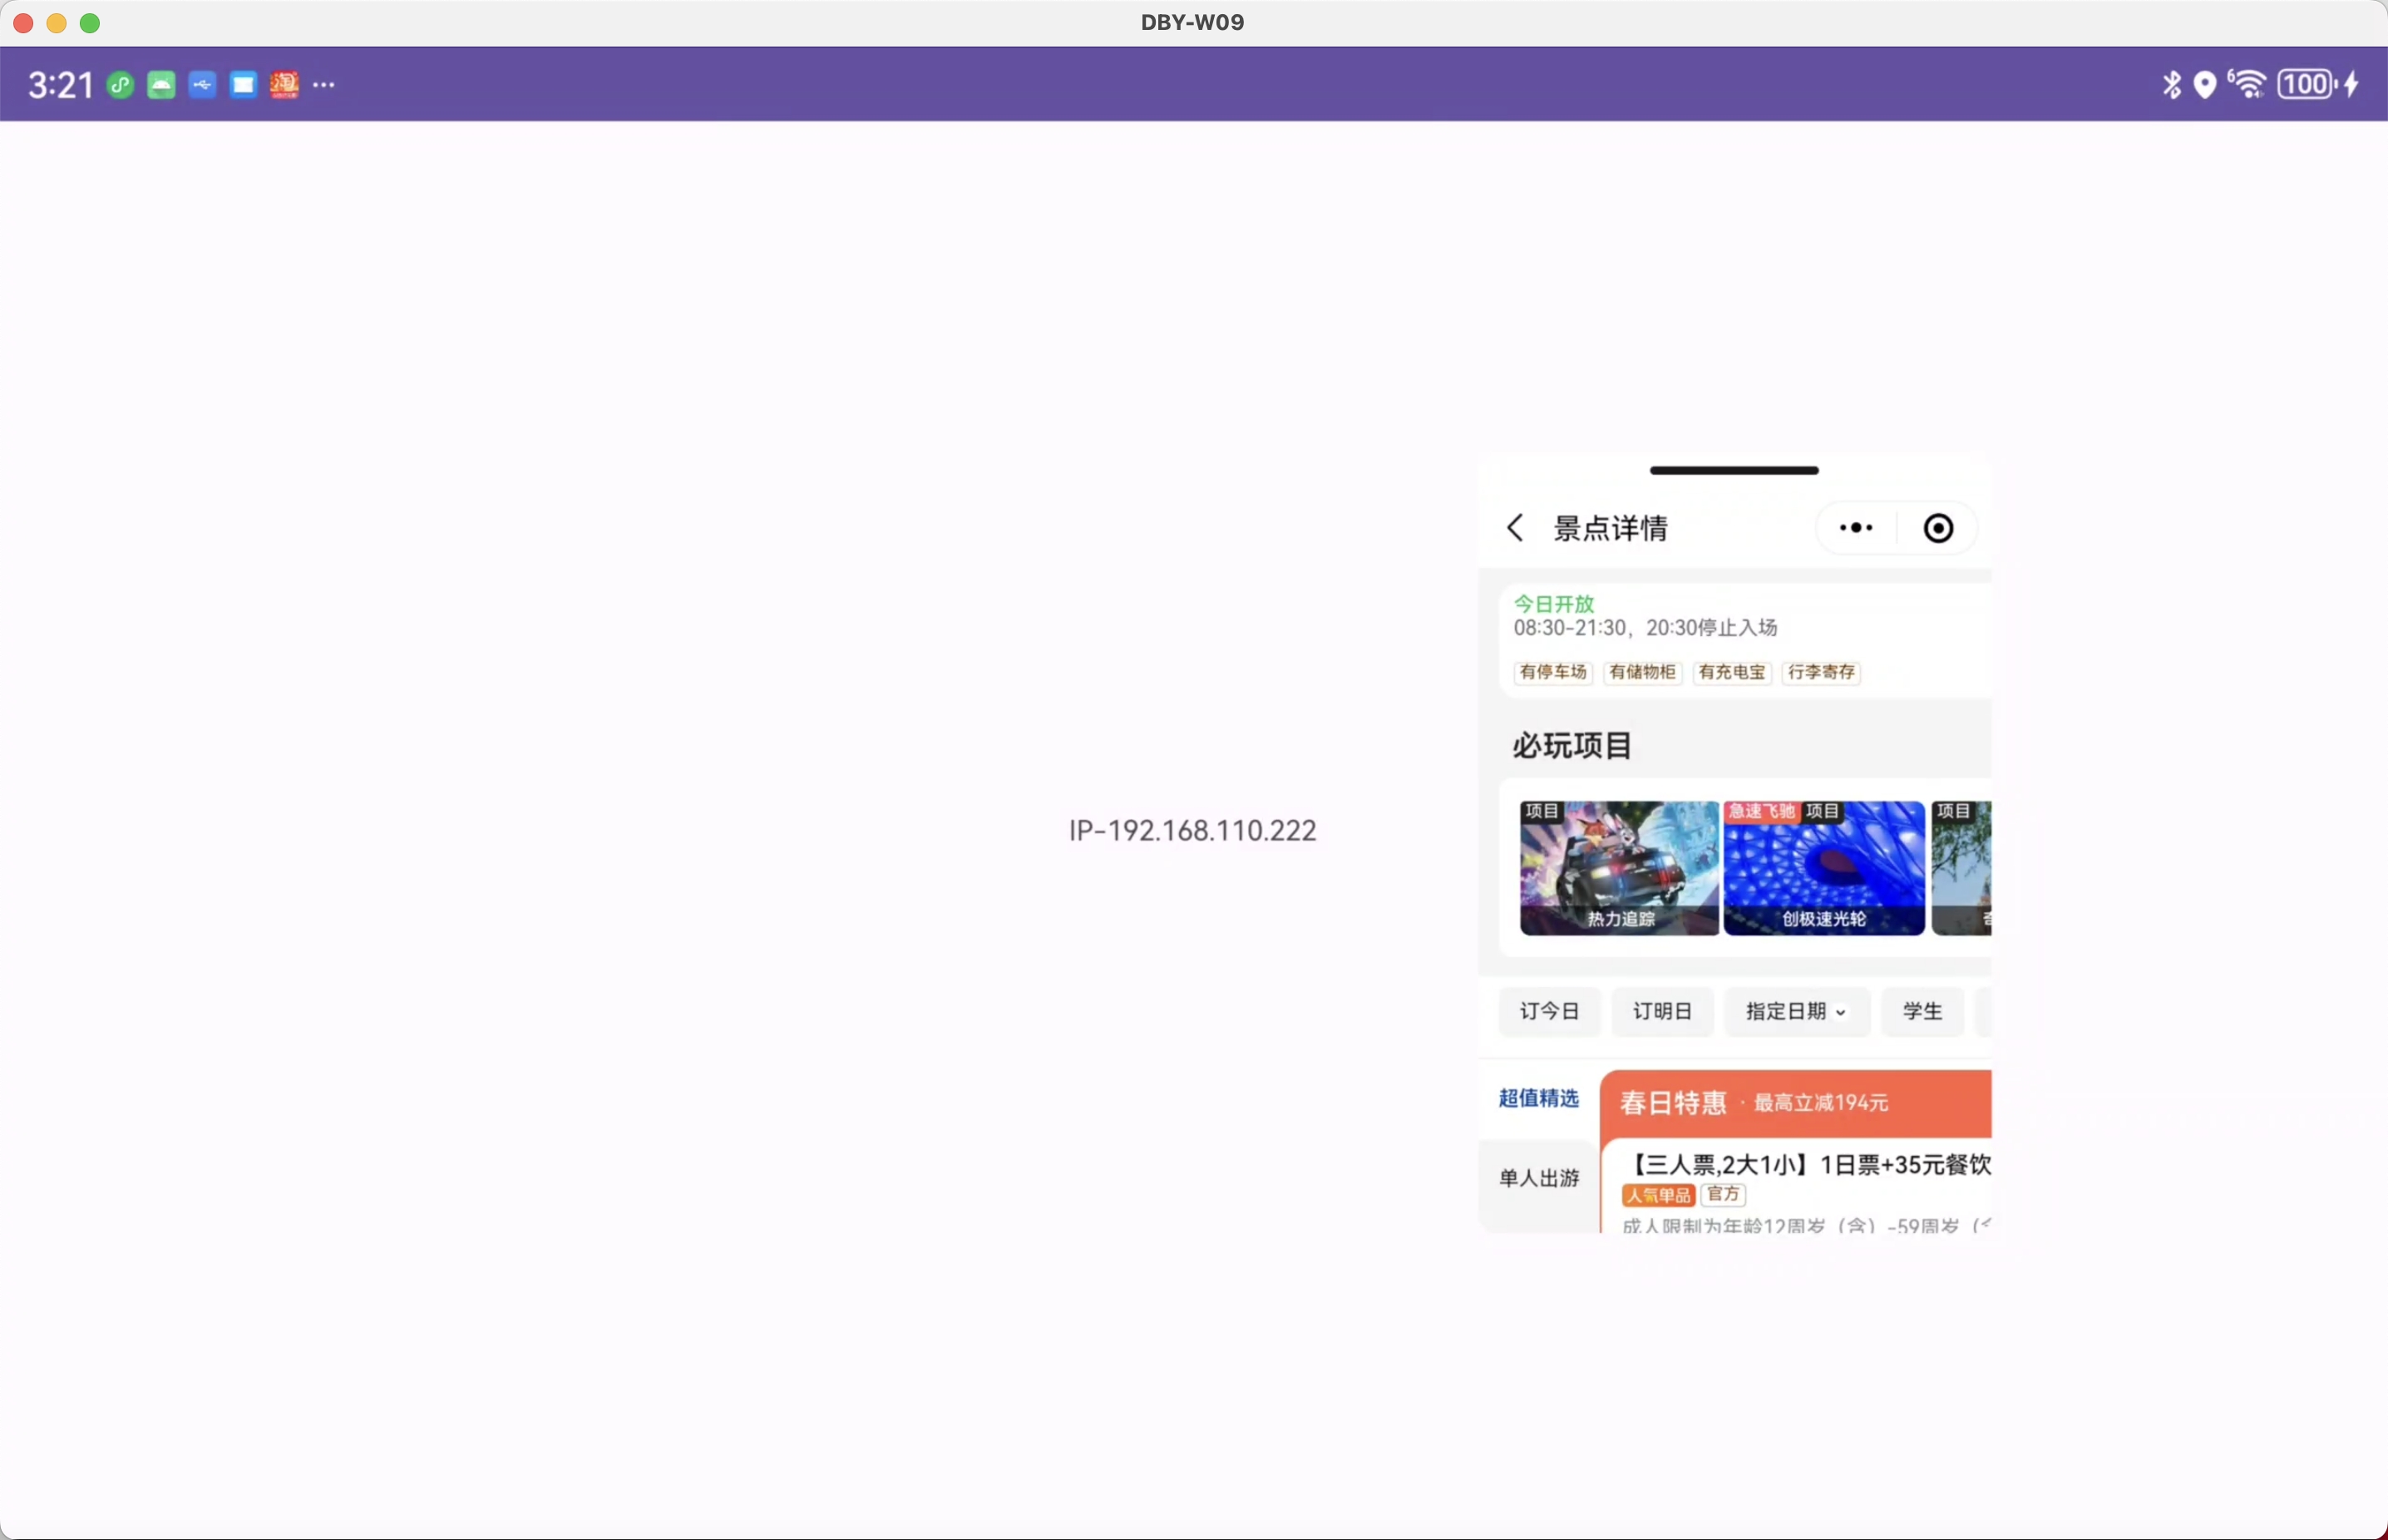 DBY-W09
3:21
6
100
IP-192.168.110.222
景点详情
今日开放
08:30-21:30，20:30停止入场
有停车场 有储物柜 有充电宝 行李寄存
必玩项目
项目 急速飞驰 项目 项目
热力追踪 创极速光轮
订今日 订明日 指定日期 学生
超值精选 春日特惠 · 最高立减194元
【三人票,2大1小】1日票+35元餐饮
单人出游
人气单品 官方
成人限制为年龄12周岁（含）-59周岁（